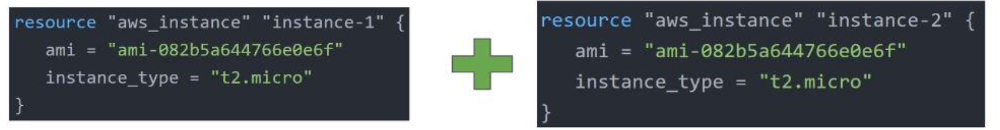 resource "aws_instance" "instance-1" {
ami = "ami-082b5a644766e0e6f"
instance_type = "t2.micro"
}
resource "aws_instance" "instance-2" {
ami = "ami-082b5a644766e0e6f"
instance_type = "t2.micro"
}